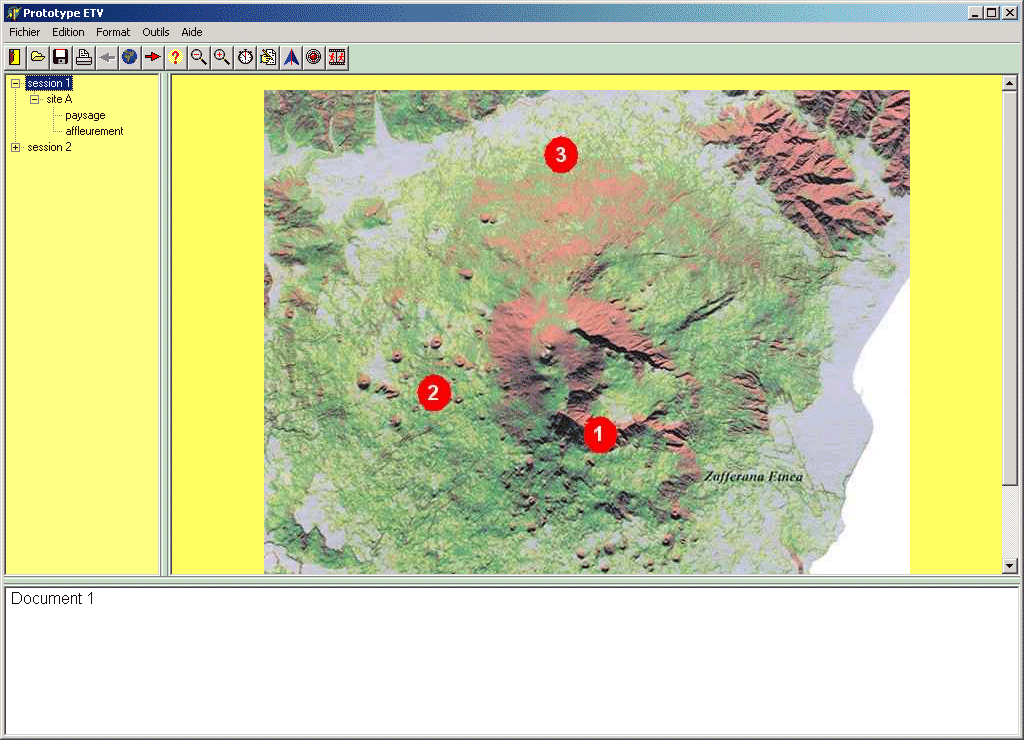 Prototype ETV
Fichier Edition Format Outils Aide
?
session 1
site A
paysage
affleurement
session 2
3
2
1
Zafferana Etnea
Document 1